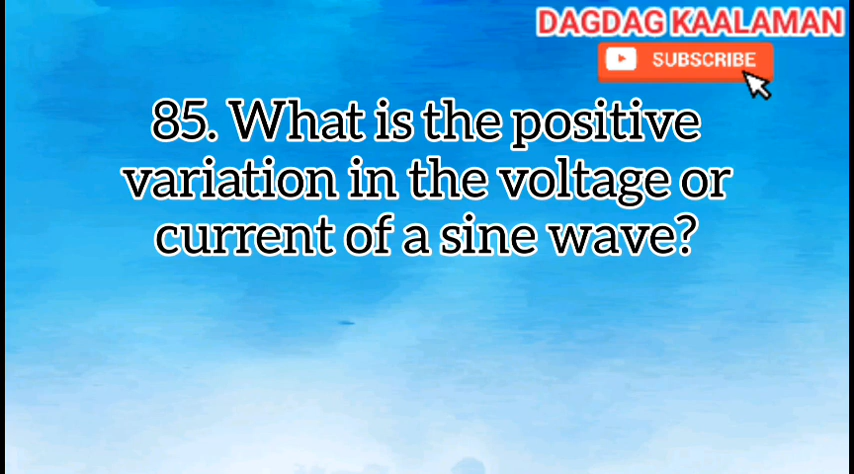 DAGDAG KAALAMAN
SUBSCRIBE
85. What is the positive
variation in the voltage or
current of a sine wave?